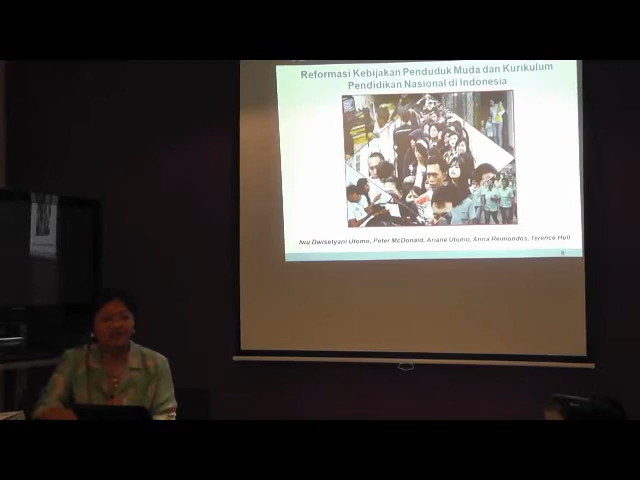 Reformasi Kebijakan Penduduk Muda dan Kurikulum
Pendidikan Nasional di Indonesia
Iwu Dwisetyani Utomo, Peter McDonald, Ariane Utomo, Anna Reimondos, Terence Hull